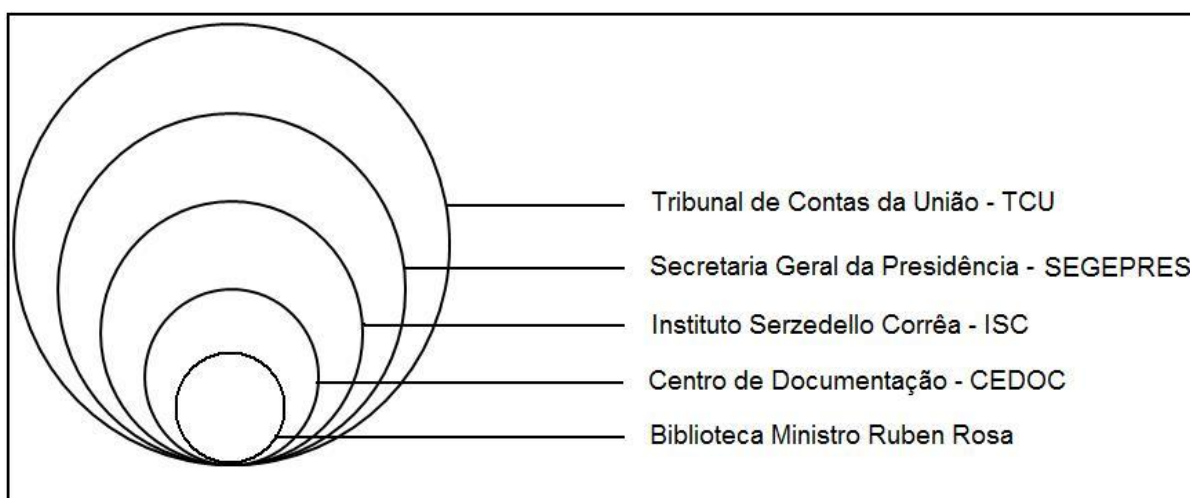 Tribunal de Contas da União - TCU
Secretaria Geral da Presidência - SEGEPRES
Instituto Serzedello Corrêa - ISC
Centro de Documentação - CEDOC
Biblioteca Ministro Ruben Rosa